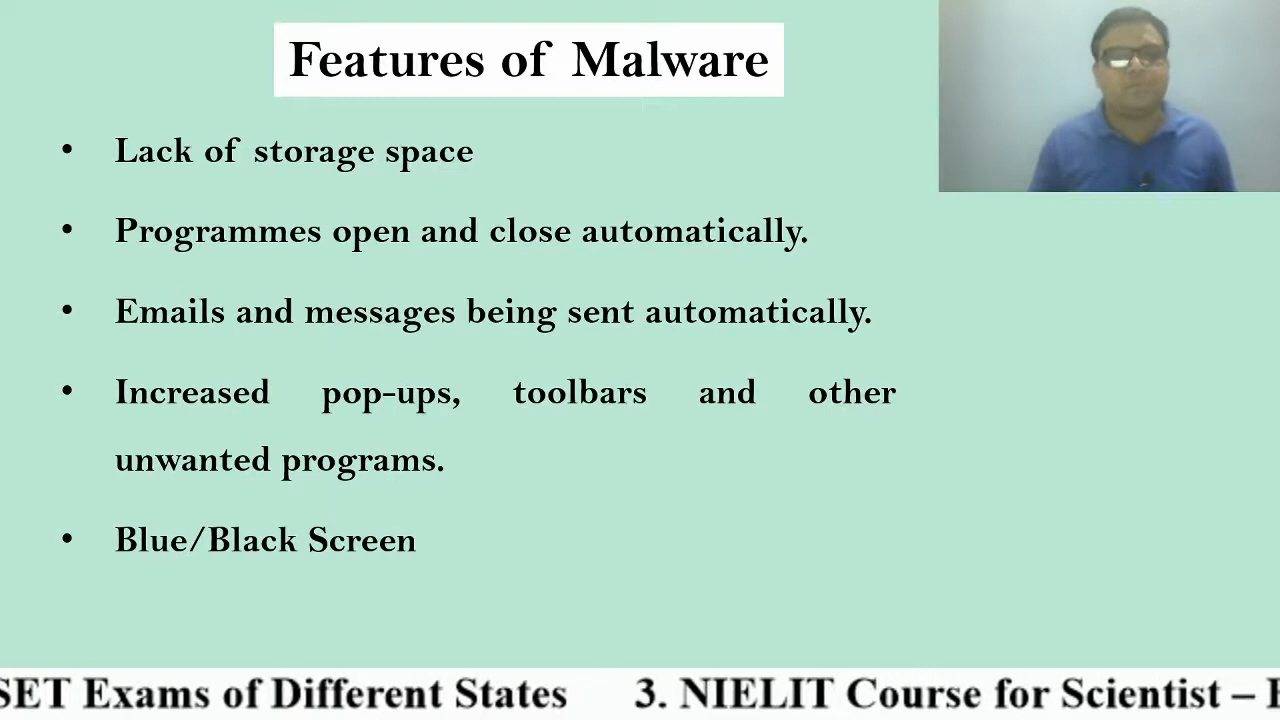 Features of Malware
• Lack of storage space
• Programmes open and close automatically.
• Emails and messages being sent automatically.
• Increased pop-ups, toolbars and other
unwanted programs.
• Blue/Black Screen
SET Exams of Different States 3. NIELIT Course for Scientist –